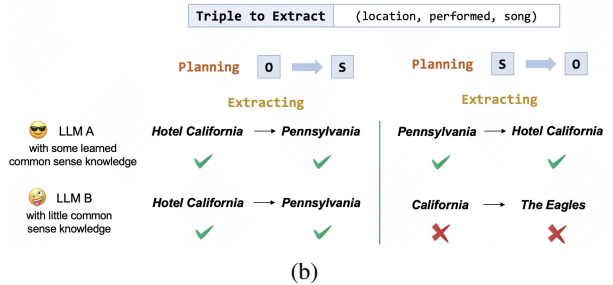 Triple to Extract (location, performed, song)
Planning O S Planning S O
Extracting Extracting
LLM A
with some learned
common sense knowledge
Hotel California Pennsylvania Pennsylvania Hotel California
LLM B
with little common
sense knowledge
Hotel California Pennsylvania California The Eagles
(b)